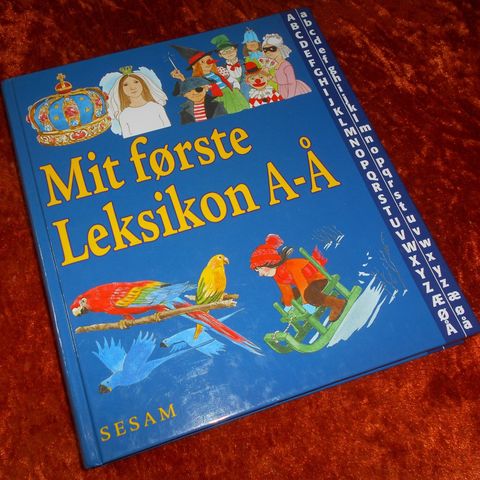 Mit første
Leksikon A-Å
SESAM
A B C D E F G H I J K L M N O P Q R S T U V W X Y Z Æ Ø Å
a b c d e f g h i j k l m n o p q r s t u v w x y z æ ø å